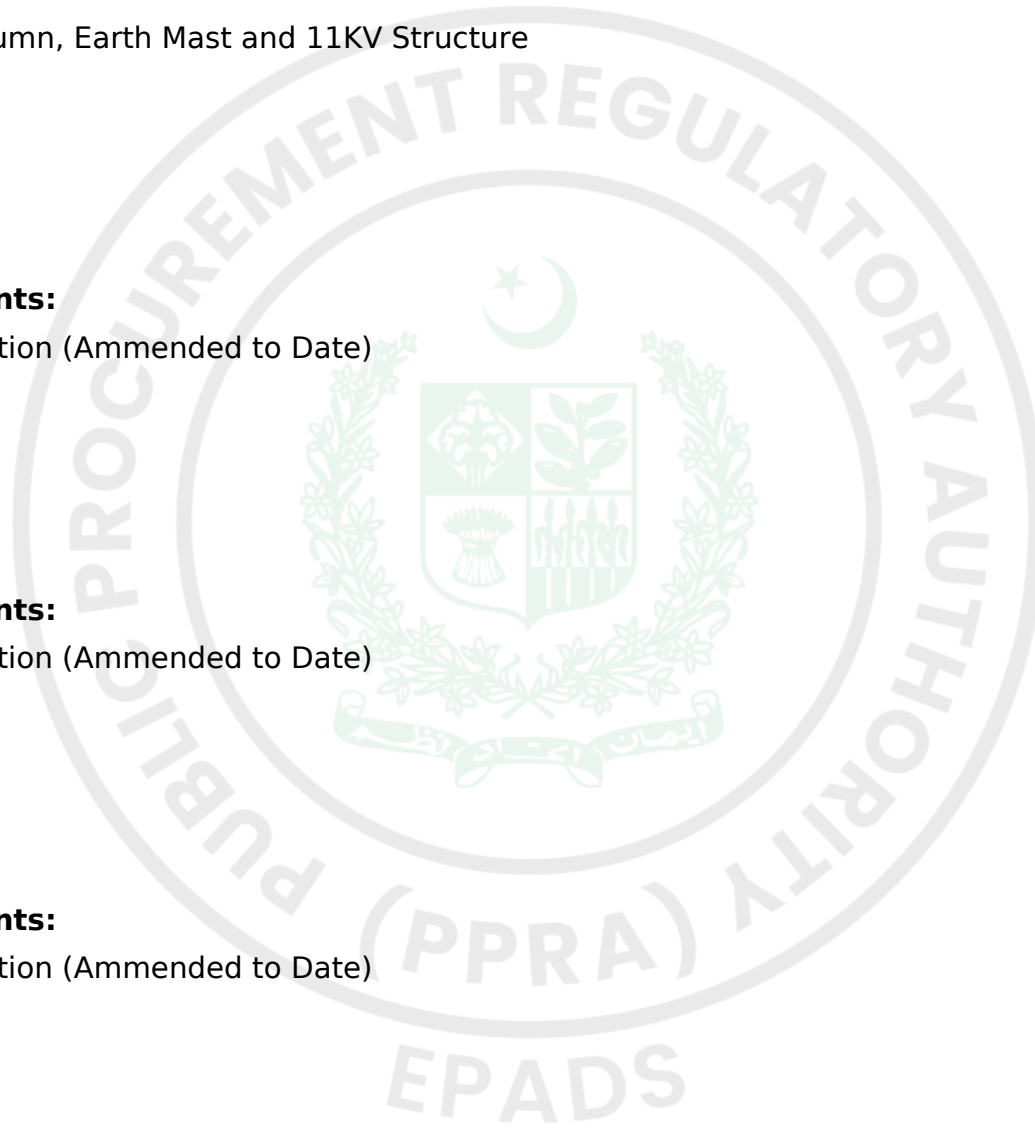 umn, Earth Mast and 11KV Structure
nts:
tion (Ammended to Date)
nts:
tion (Ammended to Date)
nts:
tion (Ammended to Date)
PUBLIC PROCUREMENT REGULATORY AUTHORITY
(PPRA)
EPADS